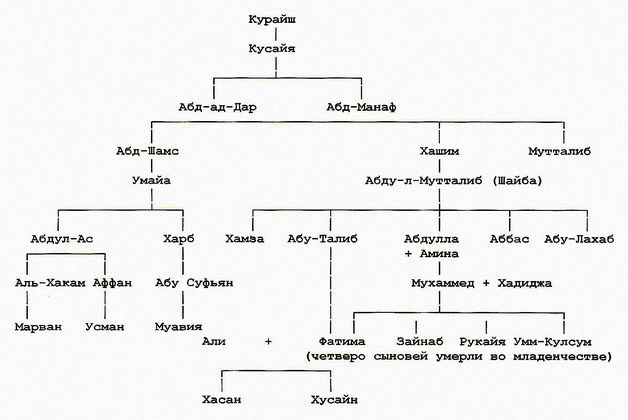 Курайш
Кусайя
Абд-ад-Дар Абд-Манаф
Абд-Шамс Хашим Мутталиб
Умайа Абду-л-Мутталиб (Шайба)
Абдул-Ас Харб Хамза Абу-Талиб Абдулла Аббас Абу-Лахаб
+ Амина
Аль-Хакам Аффан Абу Суфьян Мухаммед + Хадиджа
Марван Усман Муавия
Али + Фатима Зайнаб Рукайя Умм-Кулсум
(четверо сыновей умерли во младенчестве)
Хасан Хусайн